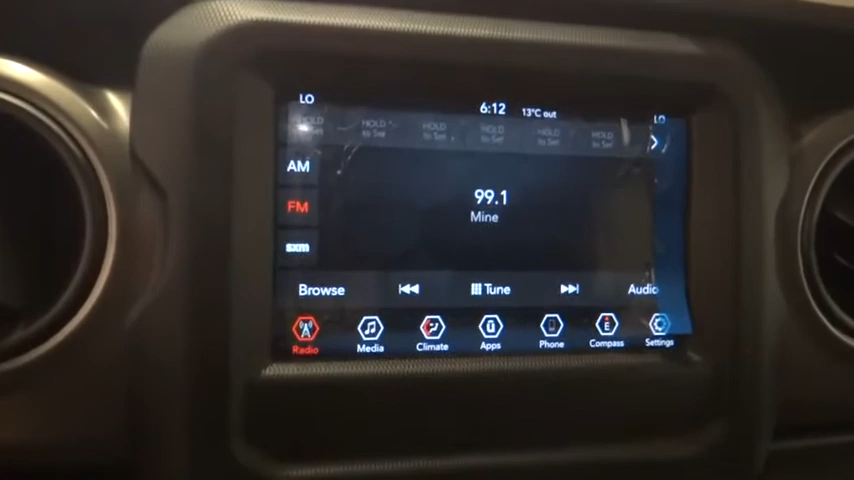 LO 6:12 13°C out LO
HOLD HOLD HOLD HOLD HOLD HOLD
to Set to Set to Set to Set to Set to Set
AM
99.1
FM
Mine
sxm
Browse Tune Audio
E
Radio Media Climate Apps Phone Compass Settings